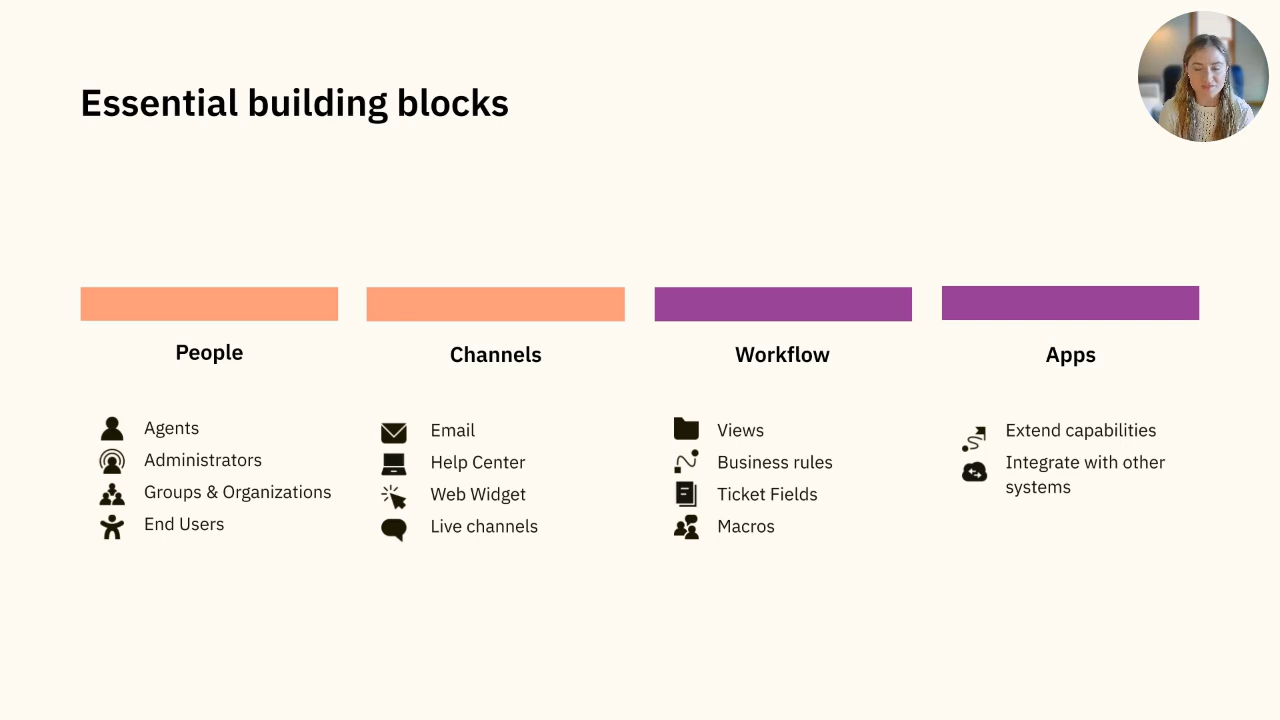 Essential building blocks
People
Agents
Administrators
Groups & Organizations
End Users
Channels
Email
Help Center
Web Widget
Live channels
Workflow
Views
Business rules
Ticket Fields
Macros
Apps
Extend capabilities
Integrate with other
systems